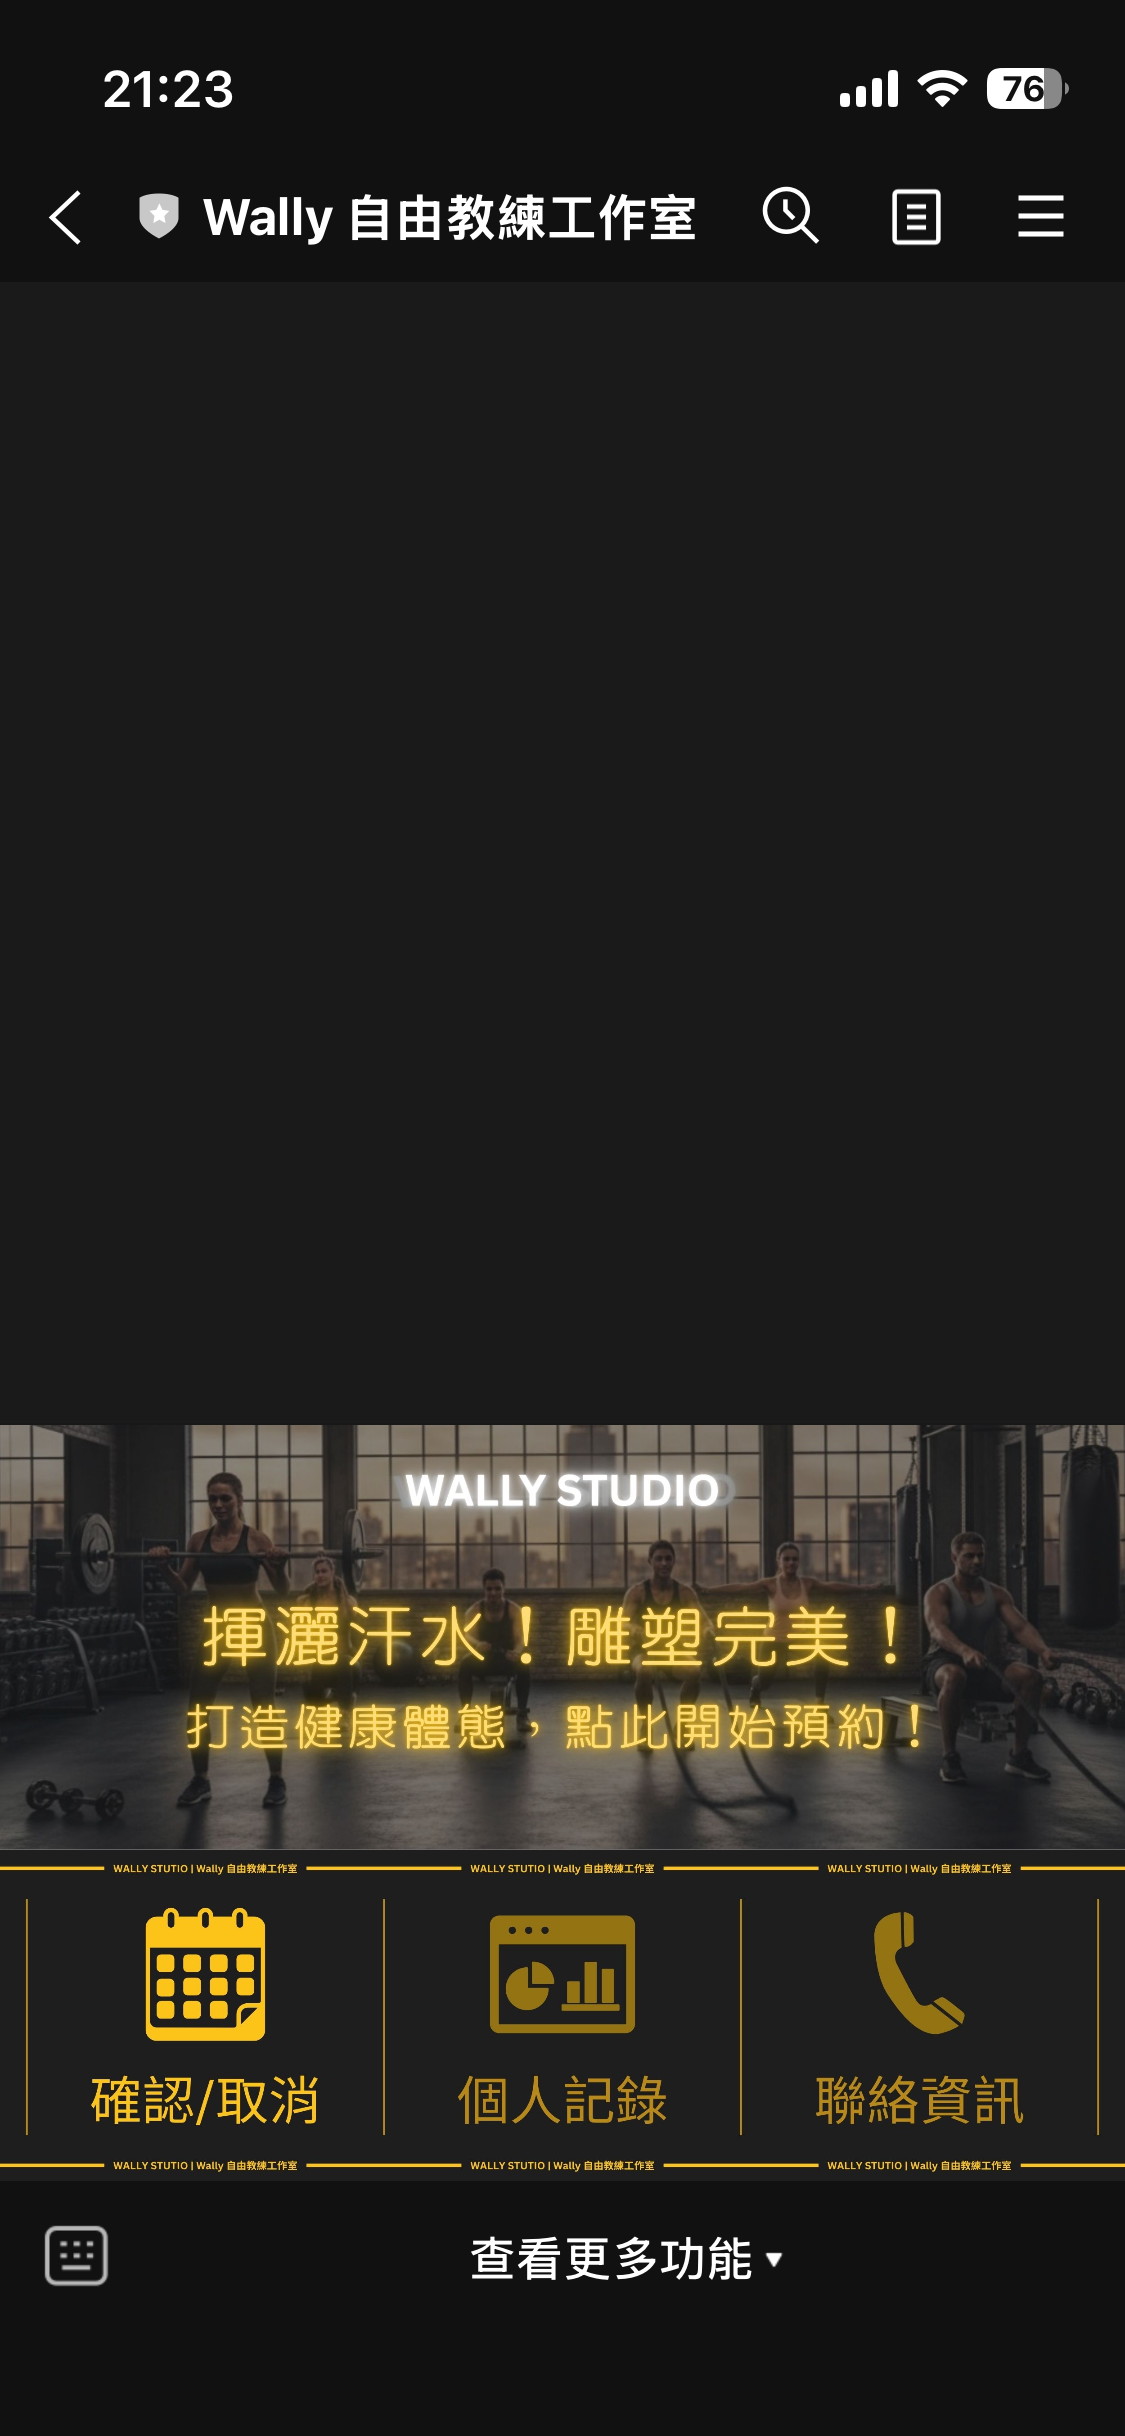 21:23
76
Wally 自由教練工作室
WALLY STUDIO
揮灑汗水！雕塑完美！
打造健康體態，點此開始預約！
WALLY STUTIO | Wally 自由教練工作室 WALLY STUTIO | Wally 自由教練工作室 WALLY STUTIO | Wally 自由教練工作室
確認/取消 個人記錄 聯絡資訊
WALLY STUTIO | Wally 自由教練工作室 WALLY STUTIO | Wally 自由教練工作室 WALLY STUTIO | Wally 自由教練工作室
查看更多功能